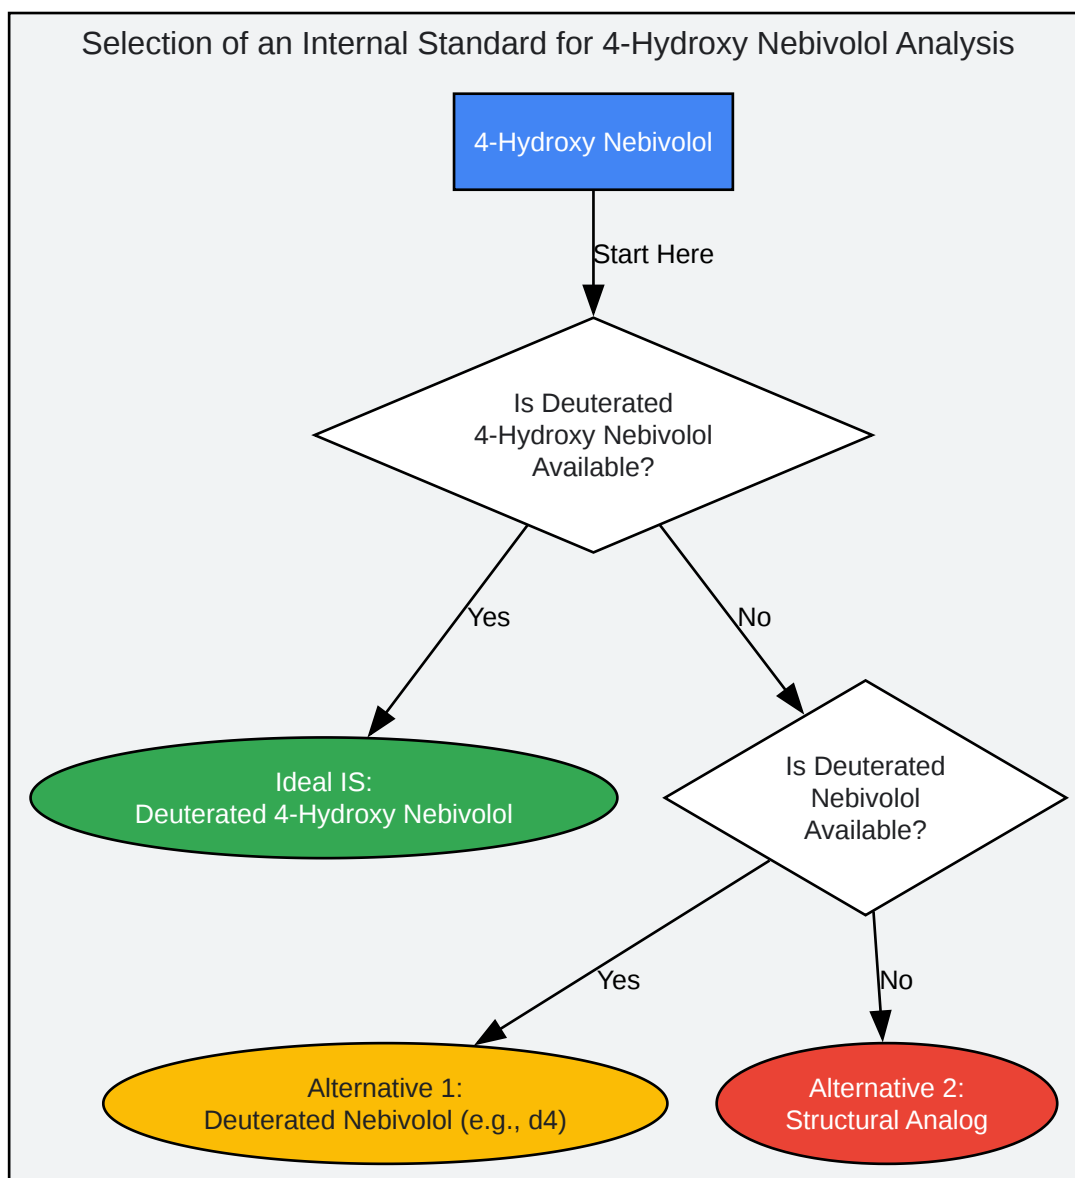 Selection of an Internal Standard for 4-Hydroxy Nebivolol Analysis
4-Hydroxy Nebivolol
Start Here
Is Deuterated
4-Hydroxy Nebivolol
Available?
Yes
No
Ideal IS:
Deuterated 4-Hydroxy Nebivolol
Is Deuterated
Nebivolol
Available?
Yes
No
Alternative 1:
Deuterated Nebivolol (e.g., d4)
Alternative 2:
Structural Analog